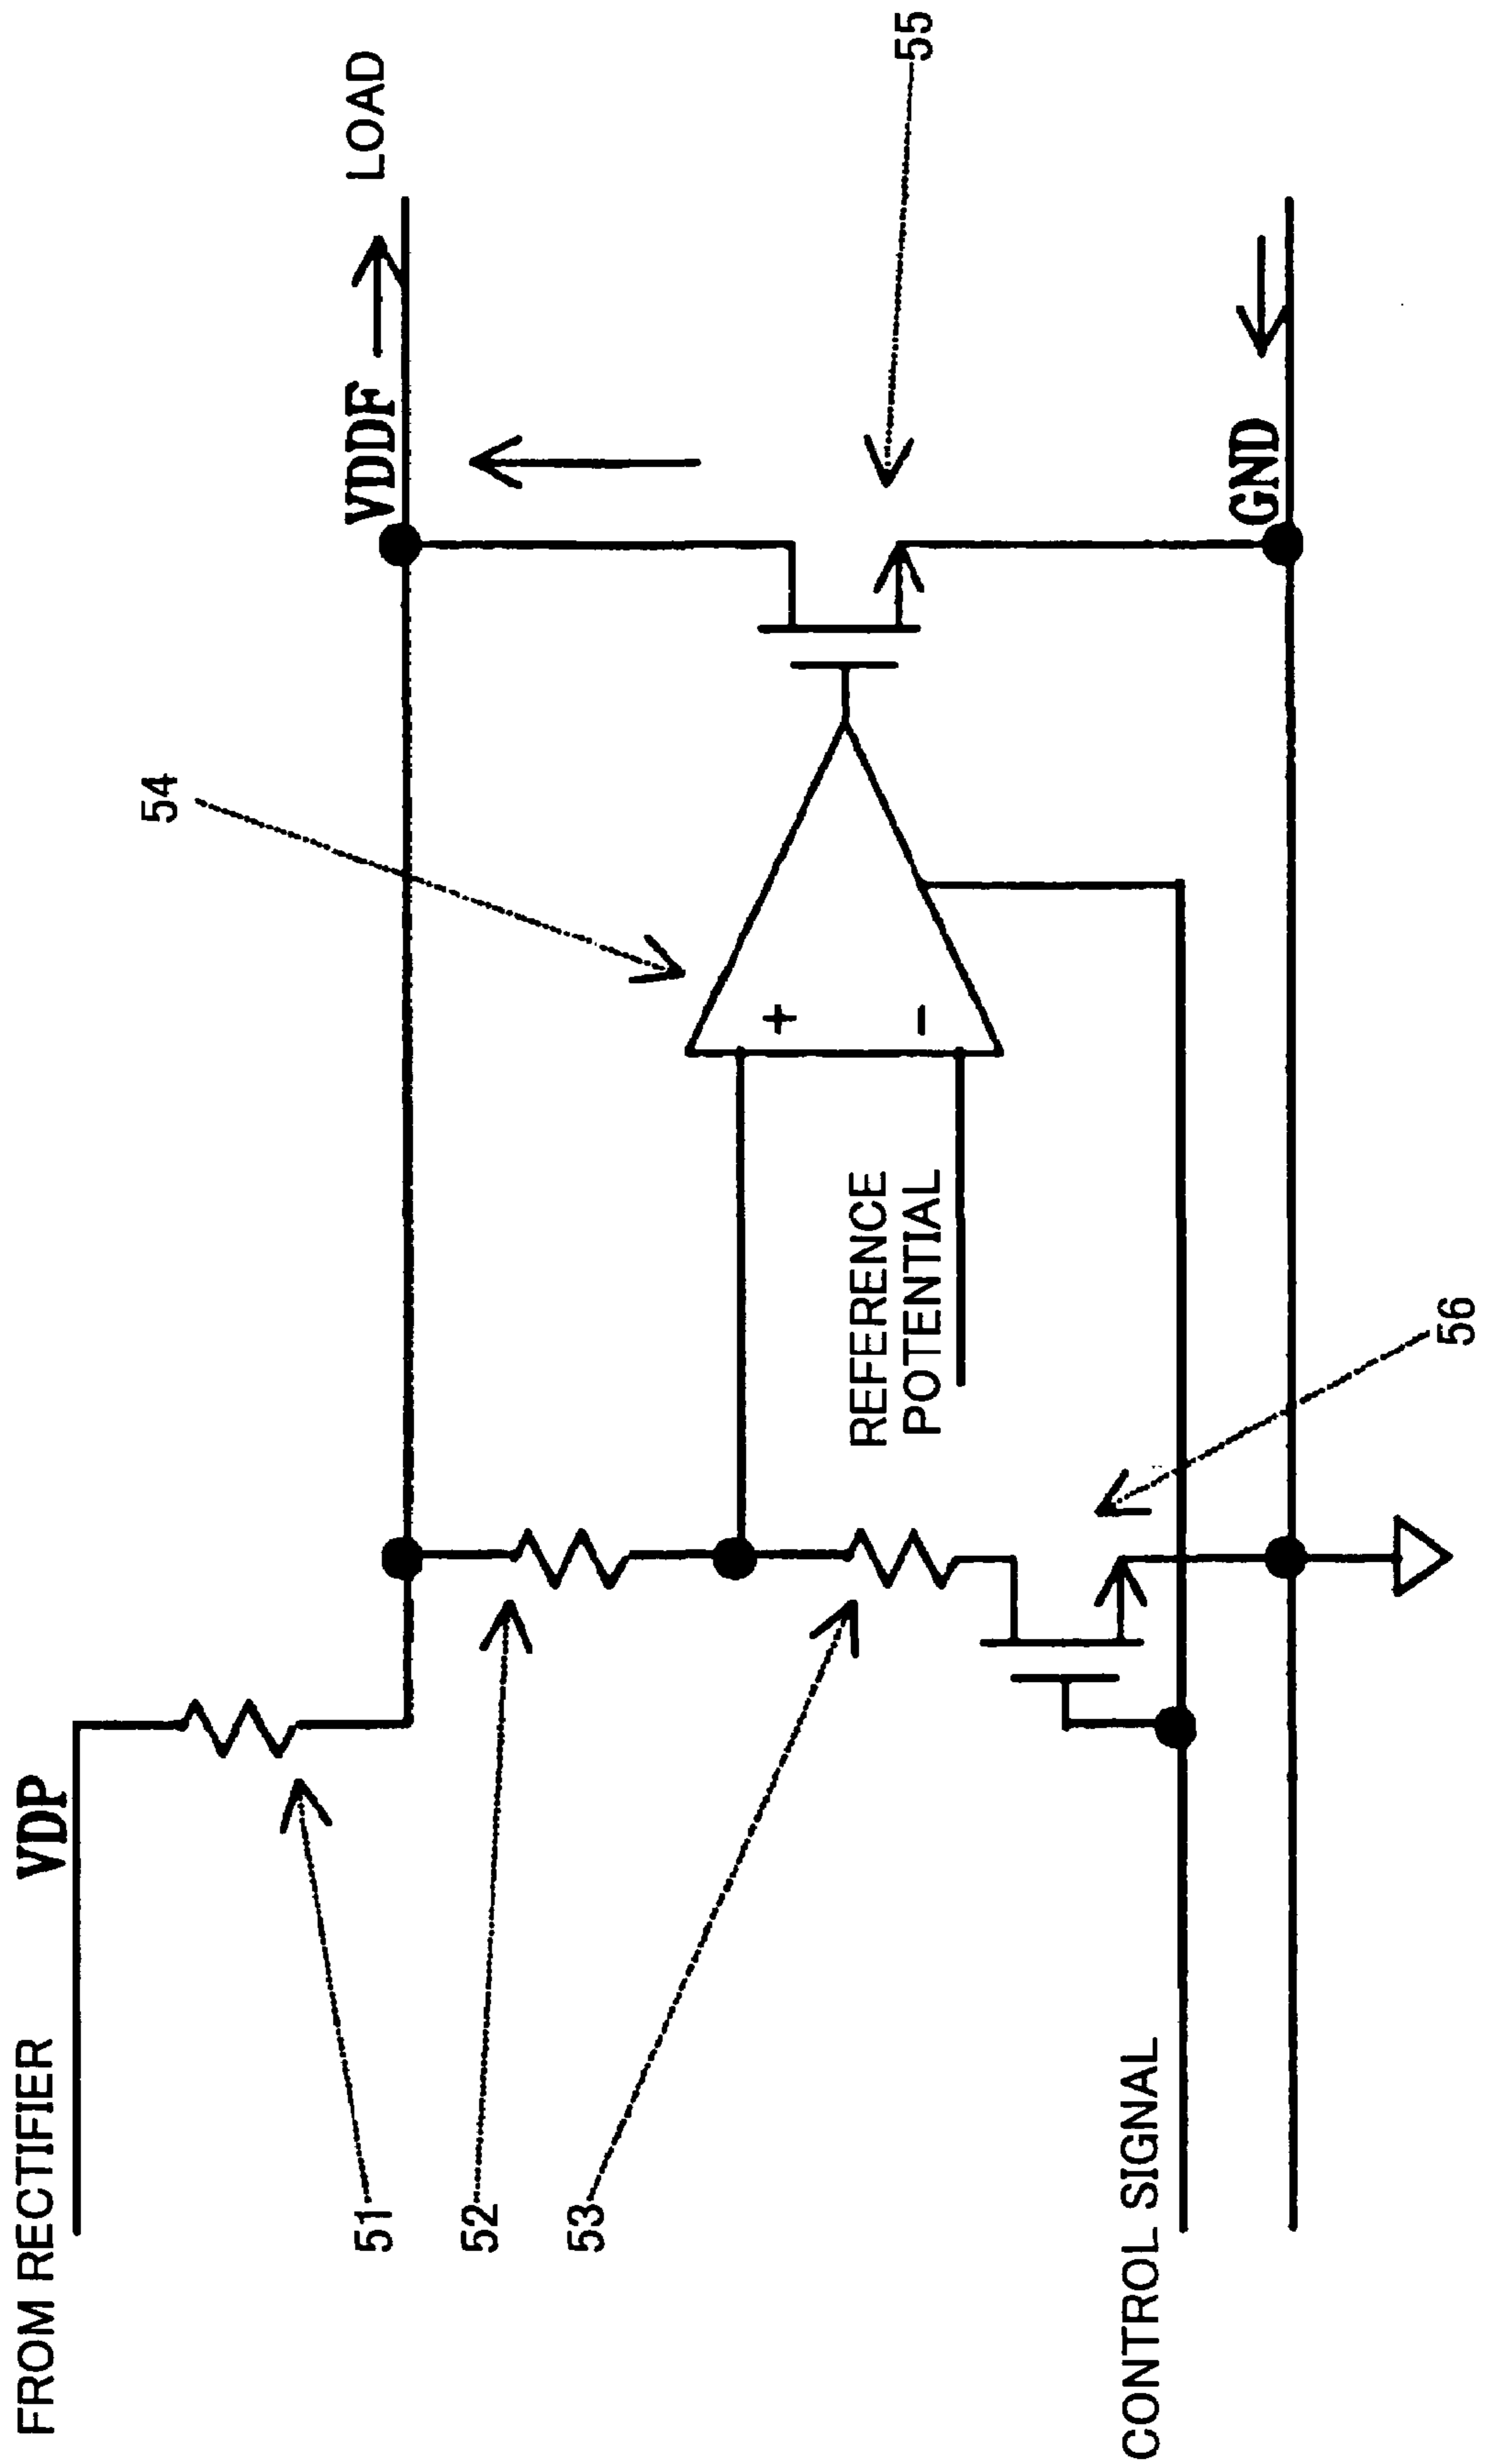 FROM RECTIFIER
VDP
VDDF
LOAD
51
52
53
54
55
56
+
-
REFERENCE
POTENTIAL
CONTROL SIGNAL
GND